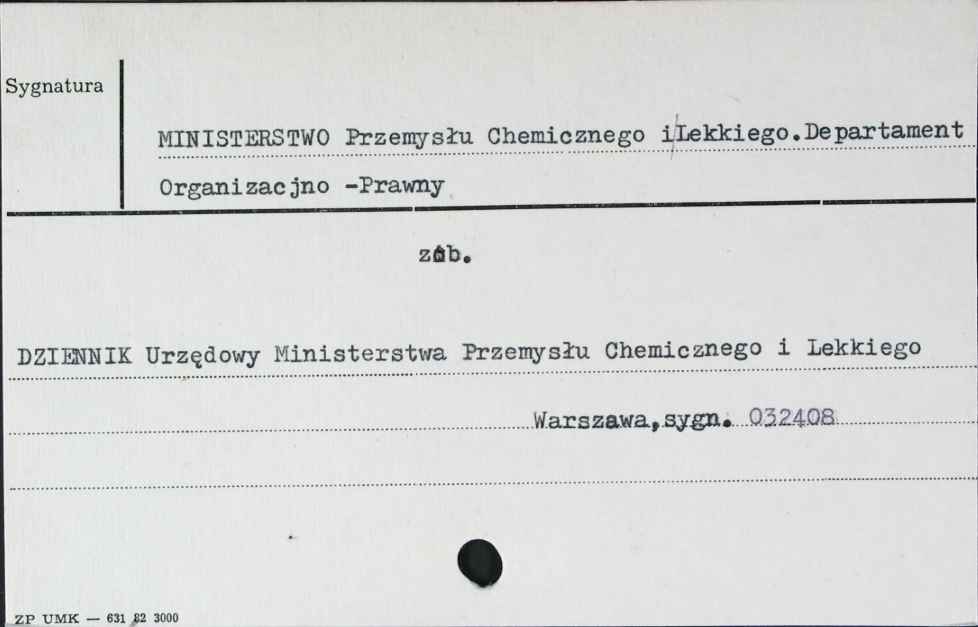 Sygnatura
MINISTERSTWO Przemysłu Chemicznego i/Lekkiego.Departament
Organizacjno -Prawny
zob.
DZIENNIK Urzędowy Ministerstwa Przemysłu Chemicznego i Lekkiego
Warszawa,sygn. 032408
ZP UMK — 631 82 3000